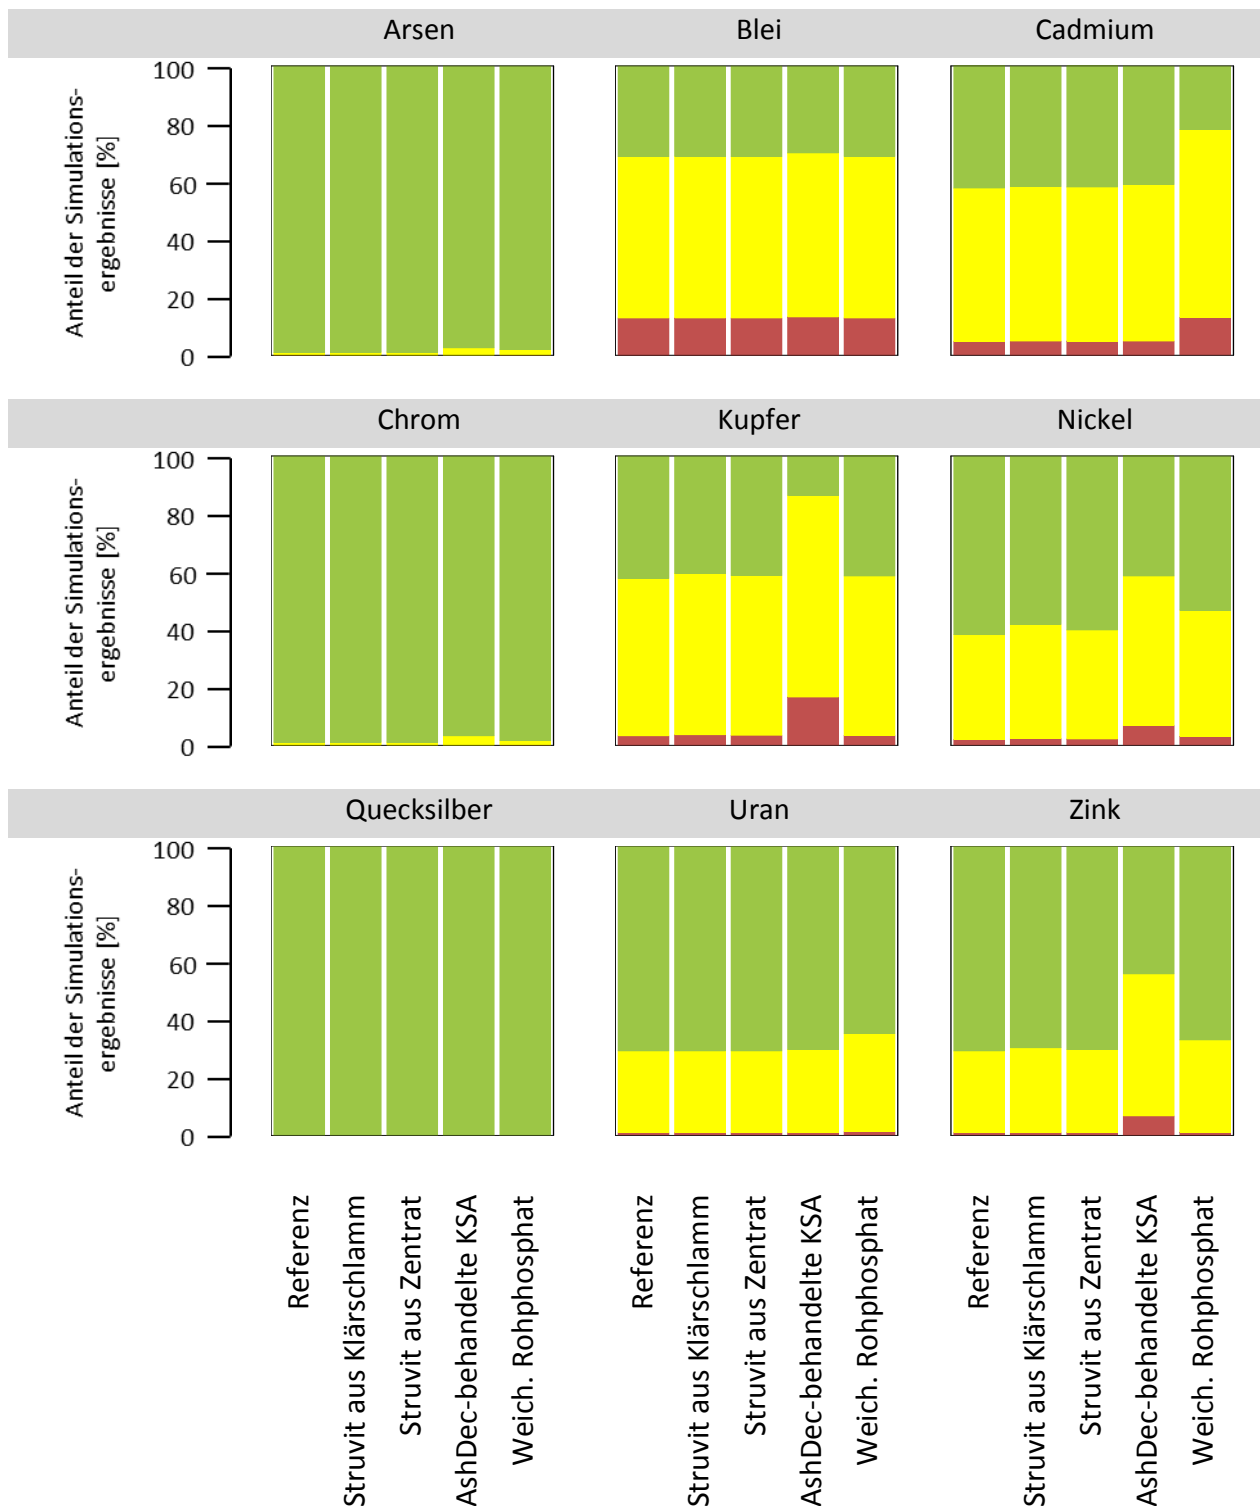 Arsen Blei Cadmium
Anteil der Simulations-
ergebnisse [%]
100
80
60
40
20
0
Chrom Kupfer Nickel
Anteil der Simulations-
ergebnisse [%]
100
80
60
40
20
0
Quecksilber Uran Zink
Anteil der Simulations-
ergebnisse [%]
100
80
60
40
20
0
Referenz
Struvit aus Klärschlamm
Struvit aus Zentrat
AshDec-behandelte KSA
Weich. Rohphosphat
Referenz
Struvit aus Klärschlamm
Struvit aus Zentrat
AshDec-behandelte KSA
Weich. Rohphosphat
Referenz
Struvit aus Klärschlamm
Struvit aus Zentrat
AshDec-behandelte KSA
Weich. Rohphosphat